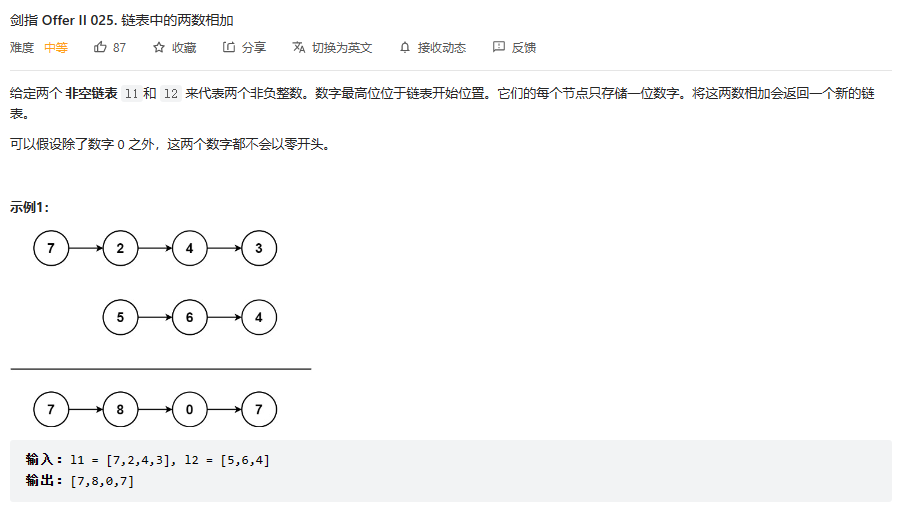 剑指 Offer II 025. 链表中的两数相加
难度 中等 87 收藏 分享 切换为英文 接收动态 反馈
给定两个 非空链表 l1 和 l2 来代表两个非负整数。数字最高位位于链表开始位置。它们的每个节点只存储一位数字。将这两数相加会返回一个新的链
表。
可以假设除了数字 0 之外，这两个数字都不会以零开头。
示例1：
7 2 4 3
5 6 4
7 8 0 7
输入：l1 = [7,2,4,3], l2 = [5,6,4]
输出：[7,8,0,7]